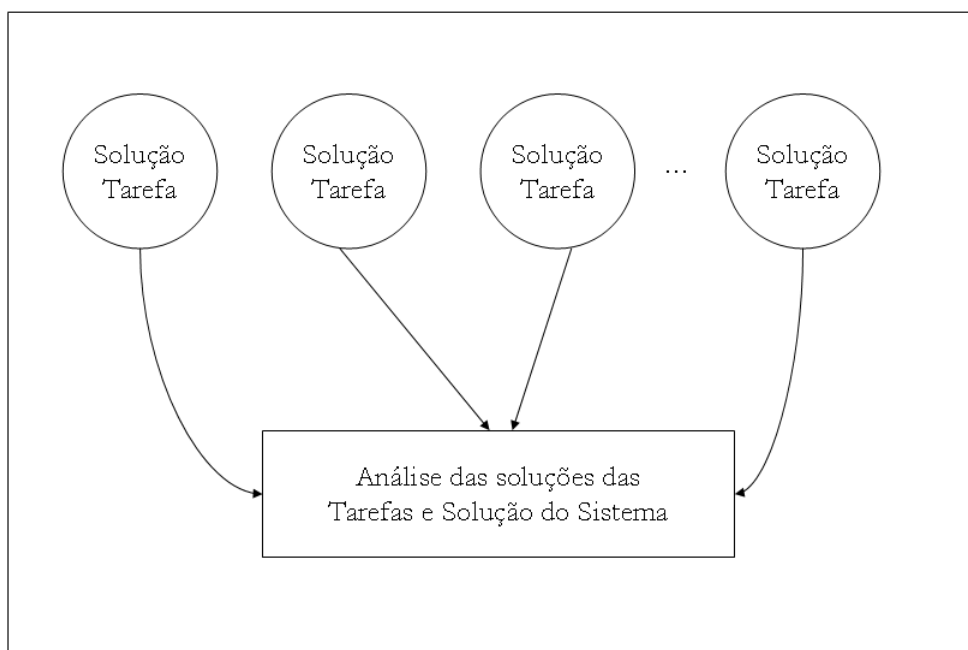 Solução
Tarefa
Solução
Tarefa
Solução
Tarefa
...
Solução
Tarefa
Análise das soluções das
Tarefas e Solução do Sistema